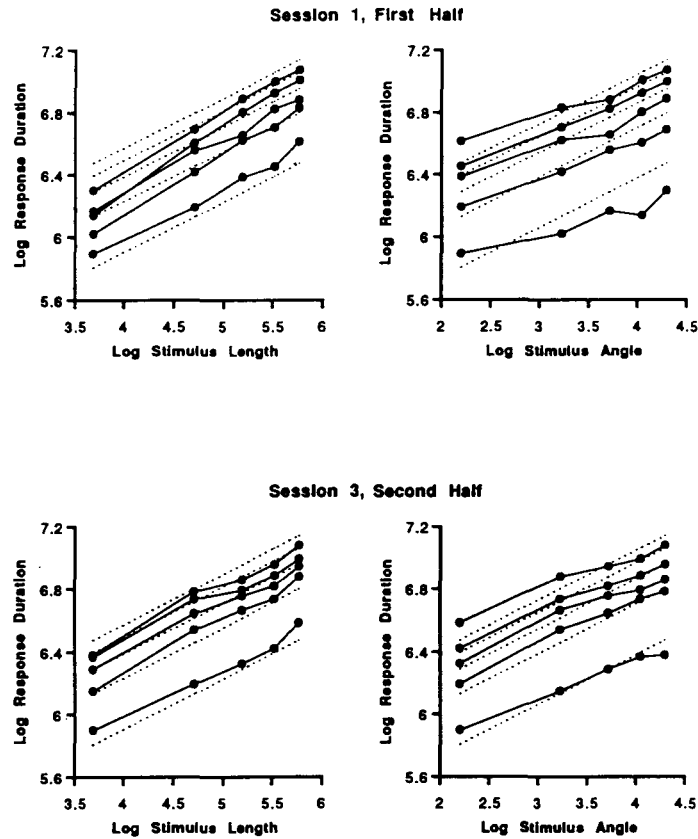 Session 1, First Half
Log Response Duration
7.2
6.8
6.4
6
5.6
3.5 4 4.5 5 5.5 6
Log Stimulus Length
Log Response Duration
7.2
6.8
6.4
6
5.6
2 2.5 3 3.5 4 4.5
Log Stimulus Angle
Session 3, Second Half
Log Response Duration
7.2
6.8
6.4
6
5.6
3.5 4 4.5 5 5.5 6
Log Stimulus Length
Log Response Duration
7.2
6.8
6.4
6
5.6
2 2.5 3 3.5 4 4.5
Log Stimulus Angle